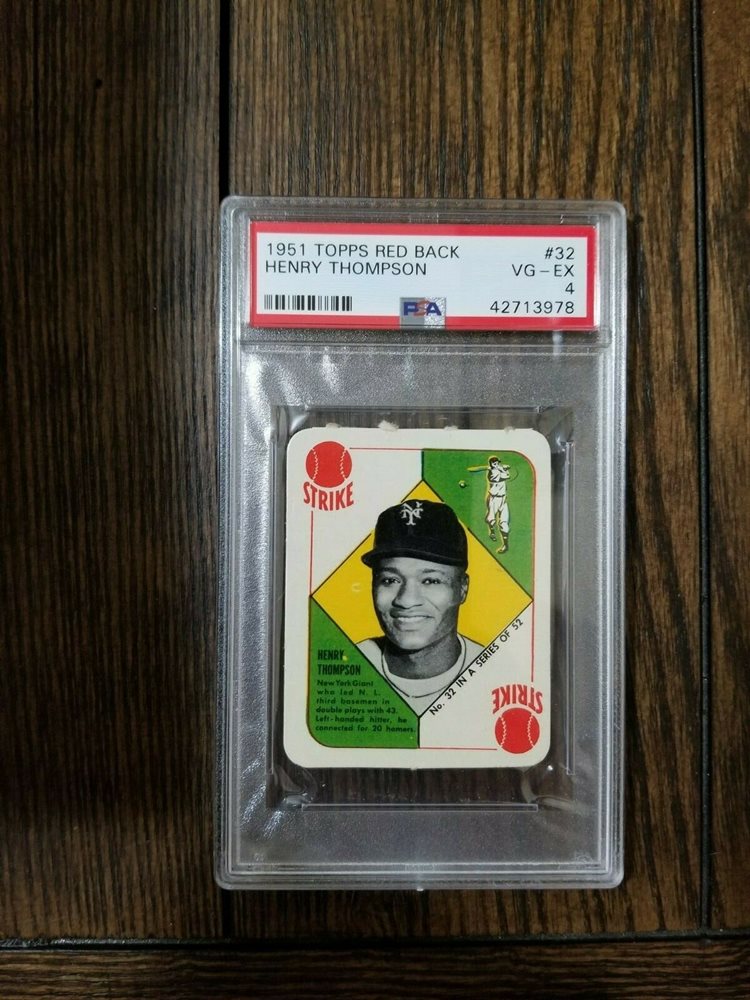 1951 TOPPS RED BACK #32
HENRY THOMPSON VG - EX
4
PSA 42713978
STRIKE
NY
HENRY
THOMPSON
New York Giant
who led N. L.
third basemen in
double plays with 43.
Left-handed hitter, he
connected for 20 homers.
No. 32 IN A SERIES OF 52
STRIKE